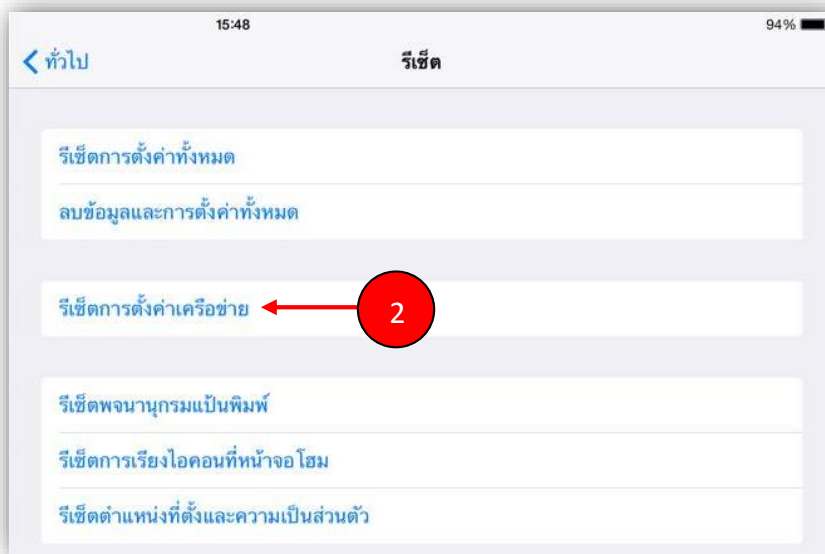 15:48 94%
ทั่วไป รีเซ็ต
รีเซ็ตการตั้งค่าทั้งหมด
ลบข้อมูลและการตั้งค่าทั้งหมด
รีเซ็ตการตั้งค่าเครือข่าย 2
รีเซ็ตพจนานุกรมแป้นพิมพ์
รีเซ็ตการเรียงไอคอนที่หน้าจอโฮม
รีเซ็ตตำแหน่งที่ตั้งและความเป็นส่วนตัว